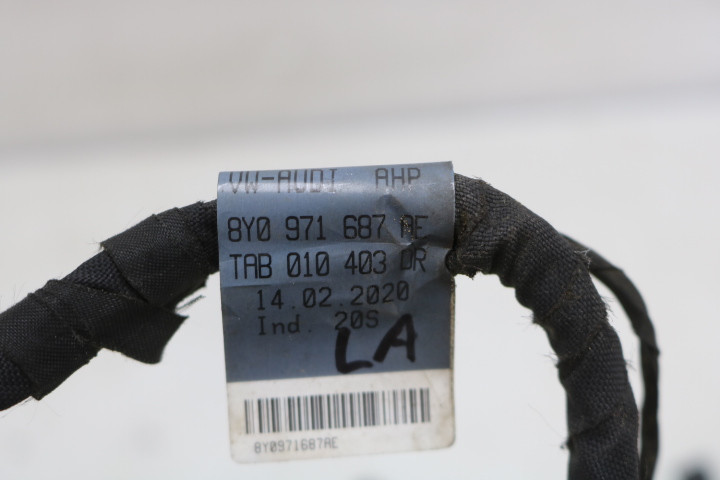 VW-AUDI AHP
8Y0 971 687 AE
TAB 010 403 DR
14.02.2020
Ind. 20S
LA
8Y0971687AE